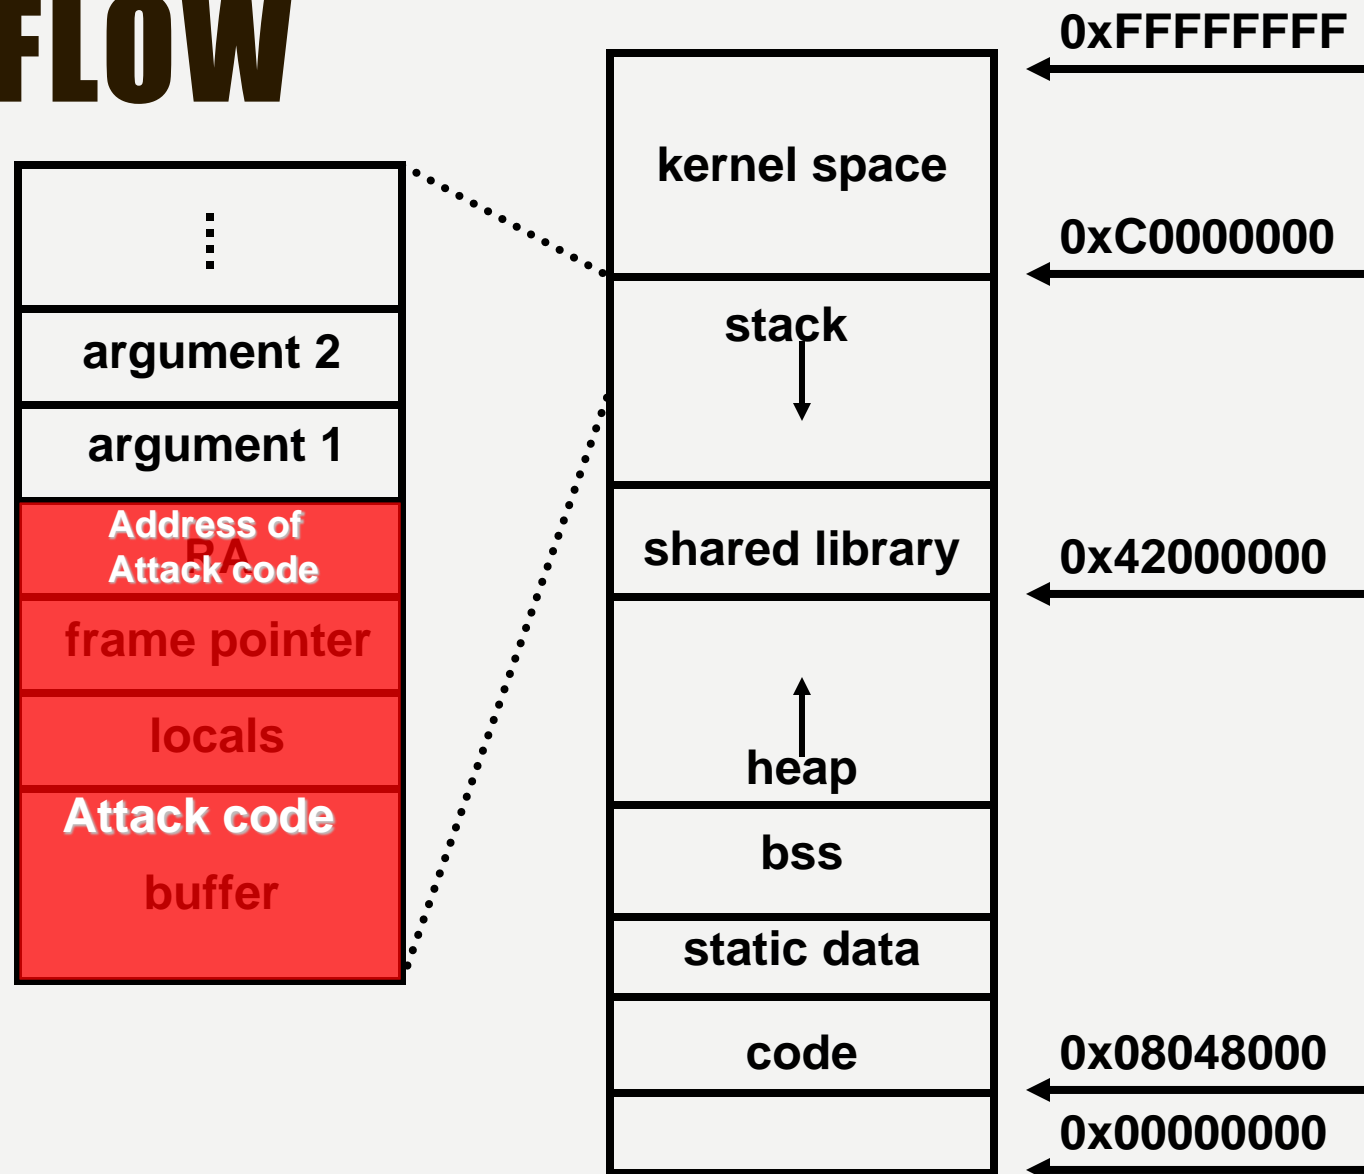 FLOW
argument 2
argument 1
Address of
RA
Attack code
frame pointer
locals
Attack code
buffer
kernel space
stack
shared library
heap
bss
static data
code
0xFFFFFFFF
0xC0000000
0x42000000
0x08048000
0x00000000